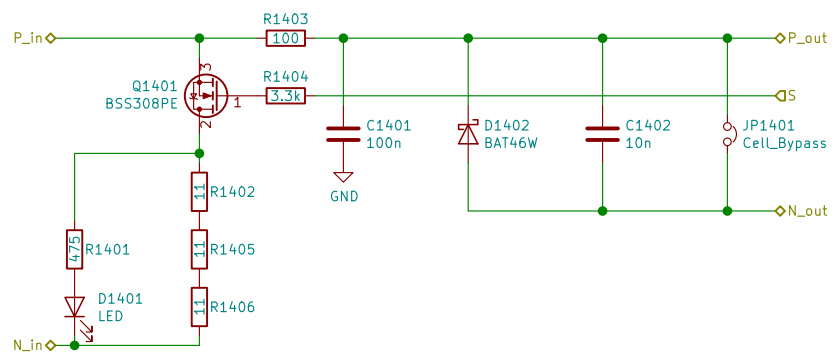 R1403
P_in
100
P_out
3
Q1401
BSS308PE
R1404
3.3k
1
S
2
C1401
100n
D1402
BAT46W
C1402
10n
JP1401
Cell_Bypass
11
R1402
GND
N_out
475
R1401
11
R1405
D1401
LED
11
R1406
N_in